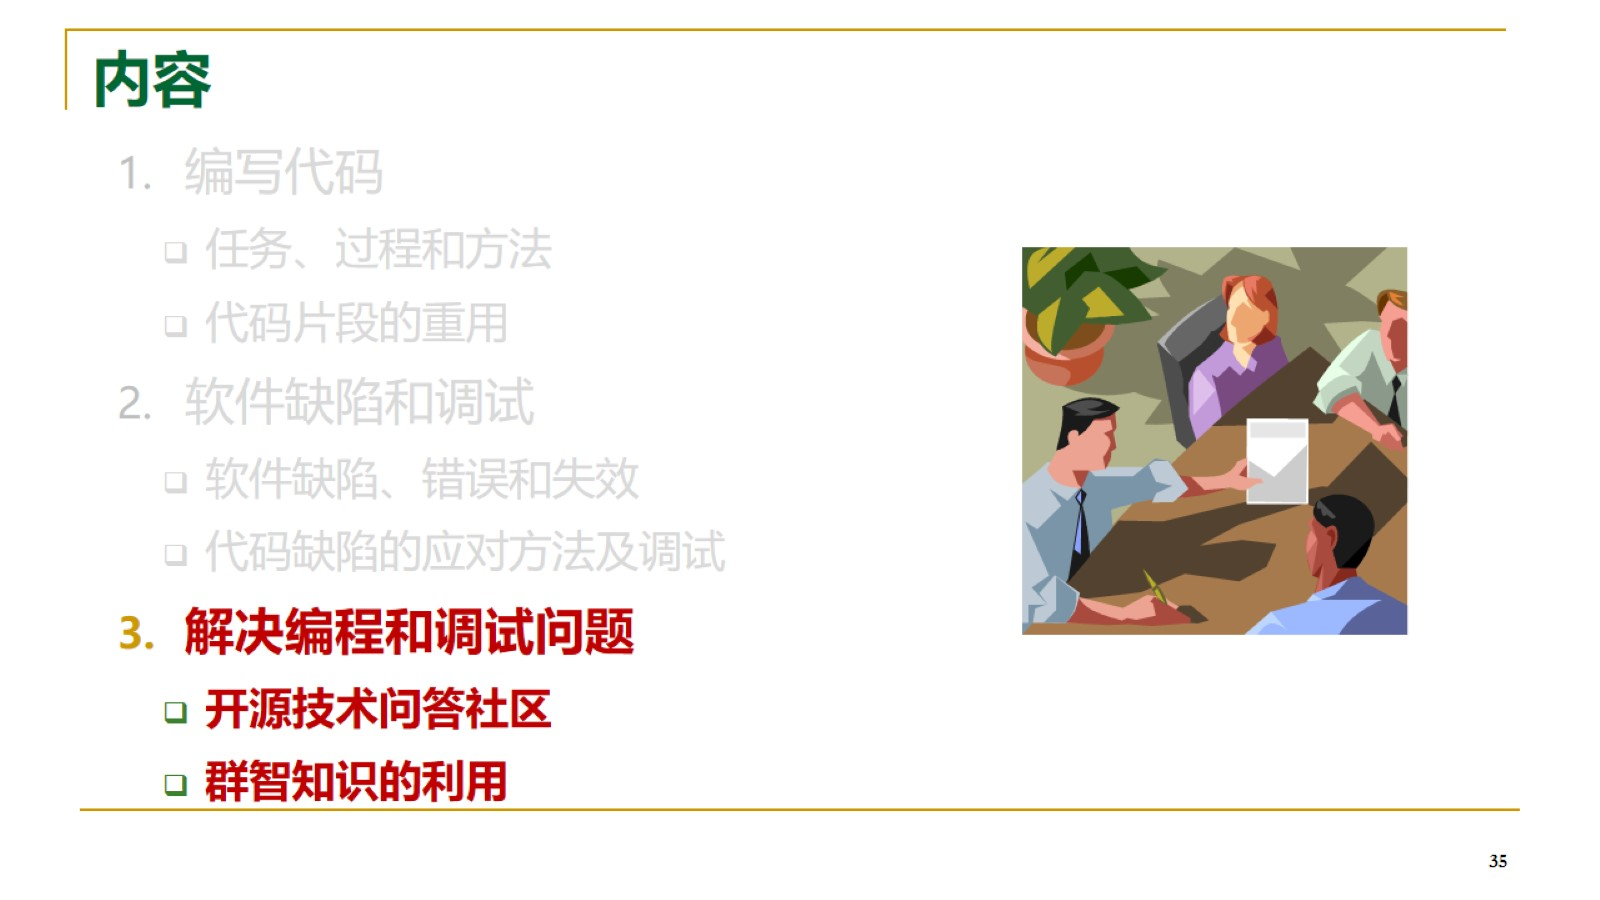 内容
1. 编写代码
❑ 任务、过程和方法
❑ 代码片段的重用
2. 软件缺陷和调试
❑ 软件缺陷、错误和失效
❑ 代码缺陷的应对方法及调试
3. 解决编程和调试问题
❑ 开源技术问答社区
❑ 群智知识的利用
35